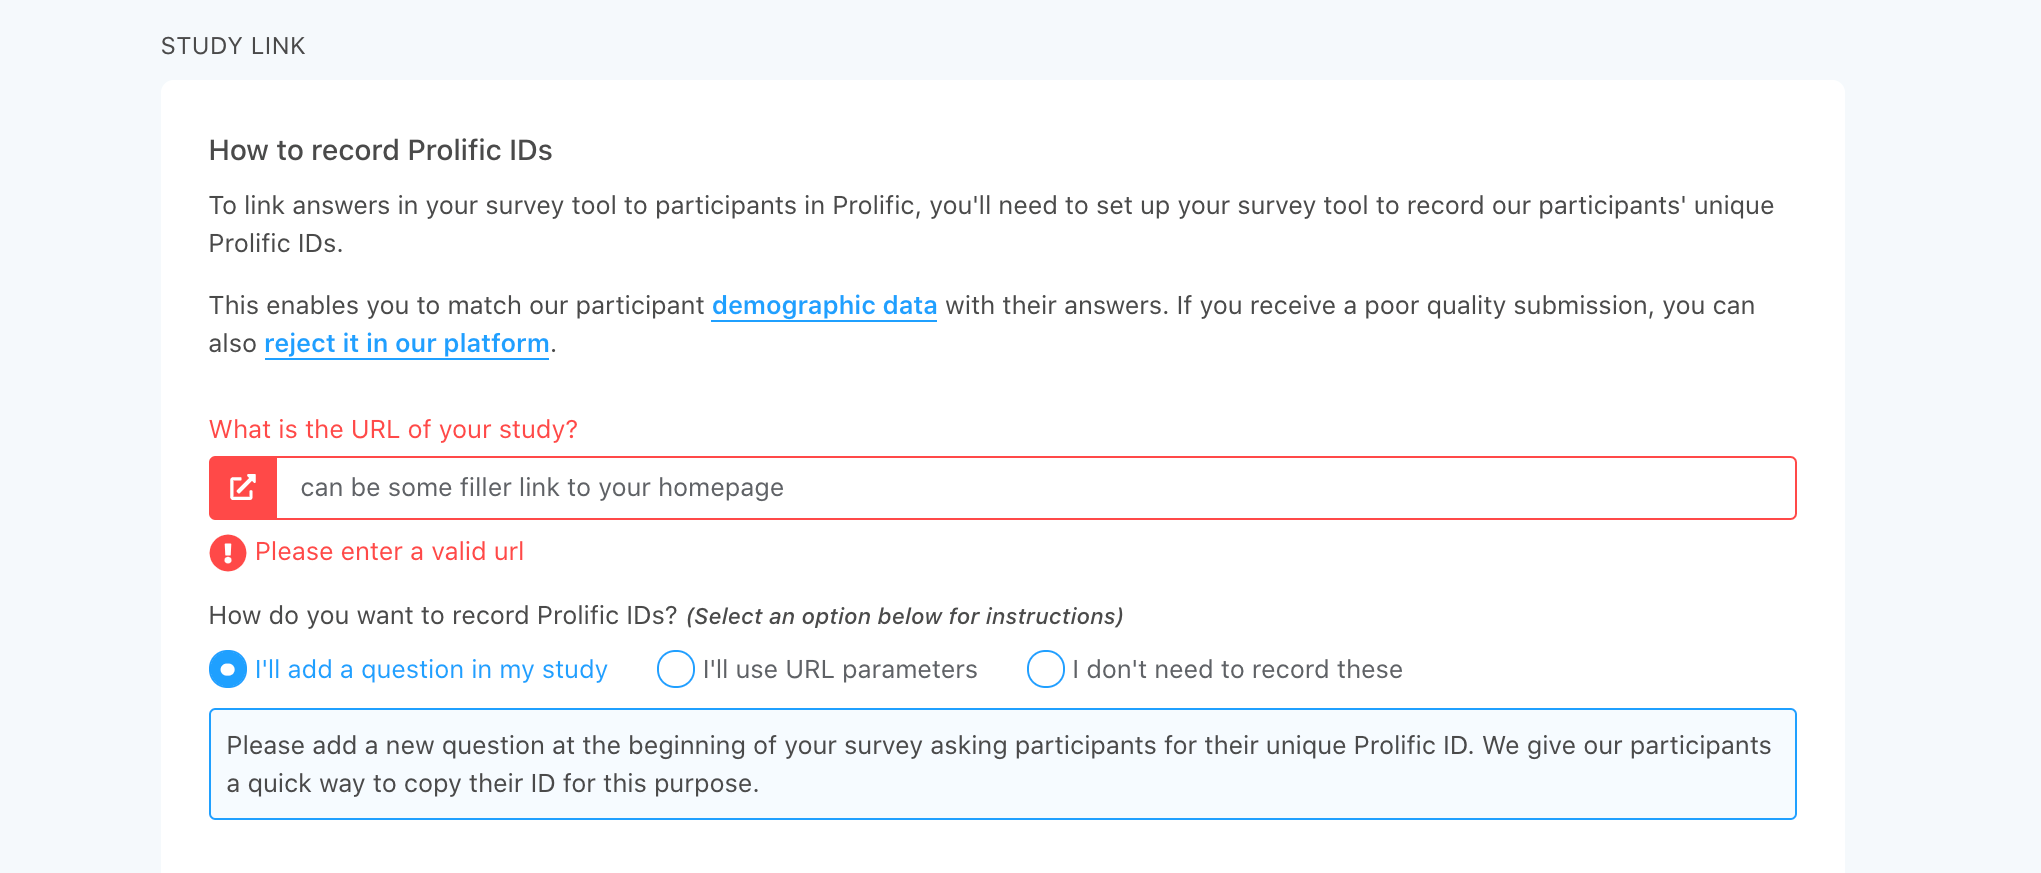 STUDY LINK
How to record Prolific IDs
To link answers in your survey tool to participants in Prolific, you'll need to set up your survey tool to record our participants' unique
Prolific IDs.
This enables you to match our participant demographic data with their answers. If you receive a poor quality submission, you can
also reject it in our platform.
What is the URL of your study?
can be some filler link to your homepage
Please enter a valid url
How do you want to record Prolific IDs? (Select an option below for instructions)
I'll add a question in my study I'll use URL parameters I don't need to record these
Please add a new question at the beginning of your survey asking participants for their unique Prolific ID. We give our participants
a quick way to copy their ID for this purpose.